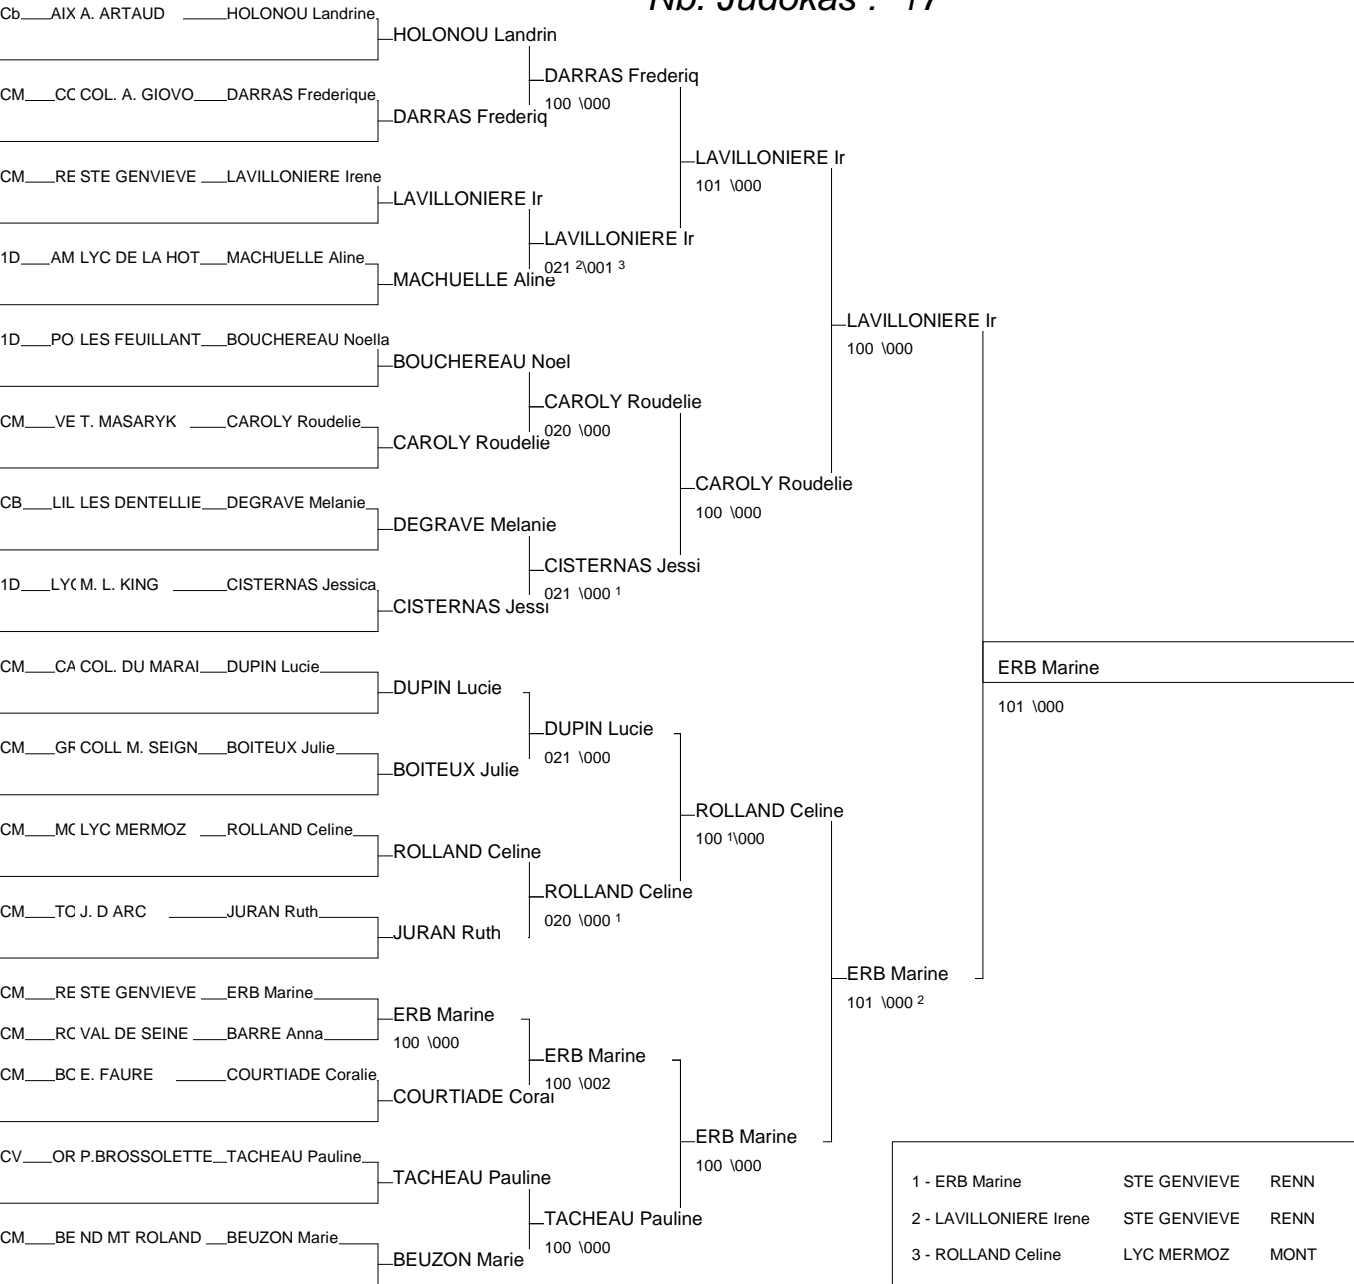 Nb. Judokas : 17
Cb AIX A. ARTAUD HOLONOU Landrine
HOLONOU Landrin
DARRAS Frederiq
100 \000
CM CC COL. A. GIOVO DARRAS Frederique
DARRAS Frederiq
LAVILLONIERE Ir
101 \000
CM RE STE GENVIEVE LAVILLONIERE Irene
LAVILLONIERE Ir
LAVILLONIERE Ir
021 2\001 3
1D AM LYC DE LA HOT MACHUELLE Aline
MACHUELLE Aline
LAVILLONIERE Ir
100 \000
1D PO LES FEUILLANT BOUCHEREAU Noella
BOUCHEREAU Noel
CAROLY Roudelie
020 \000
CM VE T. MASARYK CAROLY Roudelie
CAROLY Roudelie
CAROLY Roudelie
100 \000
CB LIL LES DENTELLIE DEGRAVE Melanie
DEGRAVE Melanie
CISTERNAS Jessi
021 \000 1
1D LYC M. L. KING CISTERNAS Jessica
CISTERNAS Jessi
ERB Marine
101 \000
CM CA COL. DU MARAI DUPIN Lucie
DUPIN Lucie
DUPIN Lucie
021 \000
CM GR COLL M. SEIGN BOITEUX Julie
BOITEUX Julie
ROLLAND Celine
100 1\000
CM MC LYC MERMOZ ROLLAND Celine
ROLLAND Celine
ROLLAND Celine
020 \000 1
CM TC J. D ARC JURAN Ruth
JURAN Ruth
ERB Marine
101 \000 2
CM RE STE GENVIEVE ERB Marine
ERB Marine
100 \000
CM RC VAL DE SEINE BARRE Anna
ERB Marine
100 \002
CM BC E. FAURE COURTIADE Coralie
COURTIADE Coral
ERB Marine
100 \000
CV OR P.BROSSOLETTE TACHEAU Pauline
TACHEAU Pauline
TACHEAU Pauline
100 \000
CM BE ND MT ROLAND BEUZON Marie
BEUZON Marie
1 - ERB Marine STE GENVIEVE RENN
2 - LAVILLONIERE Irene STE GENVIEVE RENN
3 - ROLLAND Celine LYC MERMOZ MONT